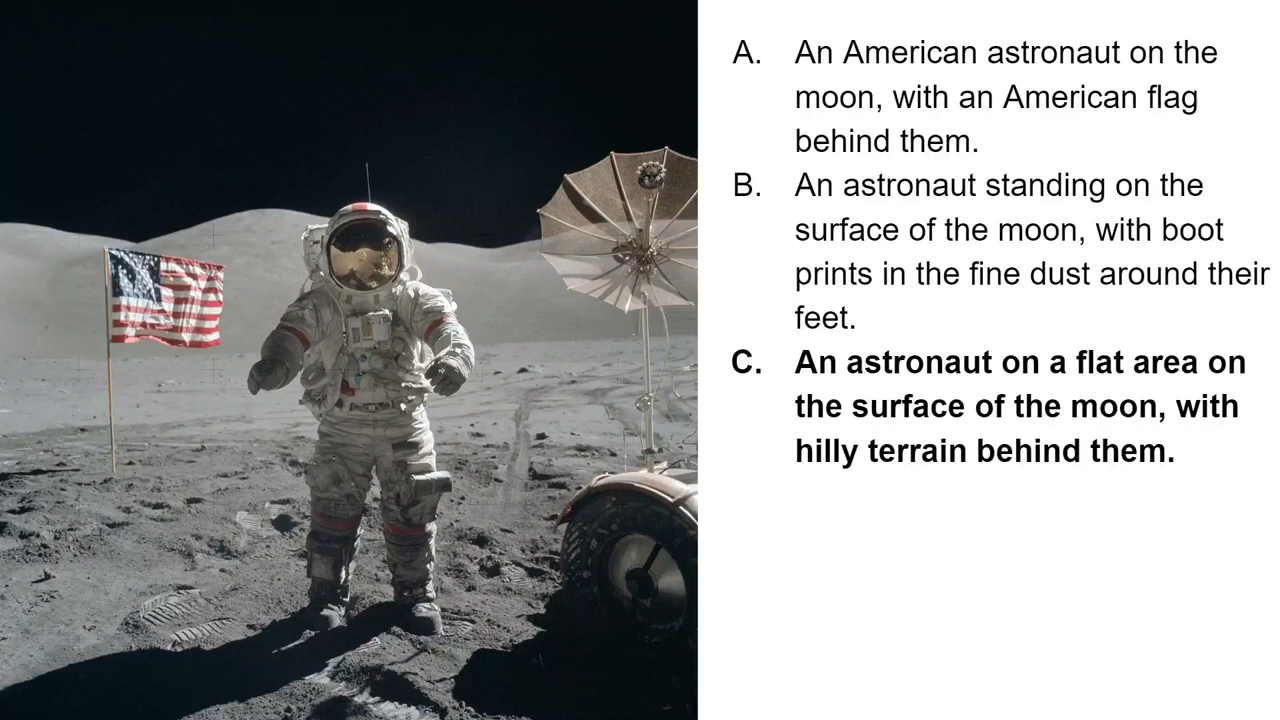 A. An American astronaut on the
moon, with an American flag
behind them.
B. An astronaut standing on the
surface of the moon, with boot
prints in the fine dust around their
feet.
C. An astronaut on a flat area on
the surface of the moon, with
hilly terrain behind them.